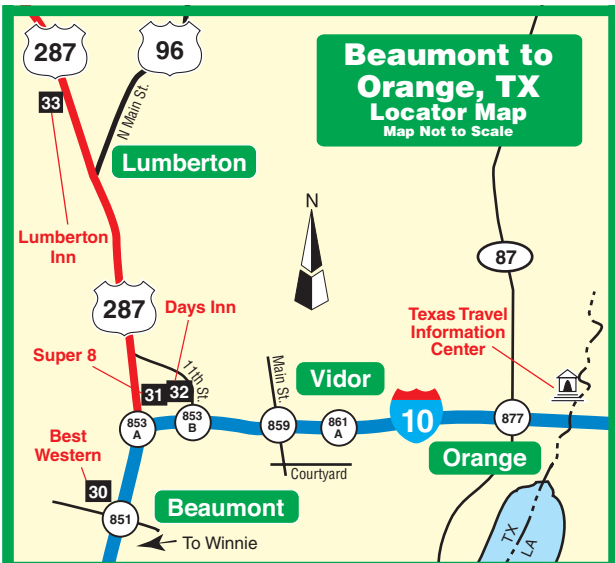 287
96
Beaumont to
Orange, TX
Locator Map
Map Not to Scale
33
N Main St.
Lumberton
N
Lumberton
Inn
87
287
Days Inn
Texas Travel
Information
Center
Super 8
11th St.
Main St.
Vidor
31
32
853
A
853
B
859
861
A
10
877
Best
Western
Orange
Courtyard
30
Beaumont
851
To Winnie
TX
LA